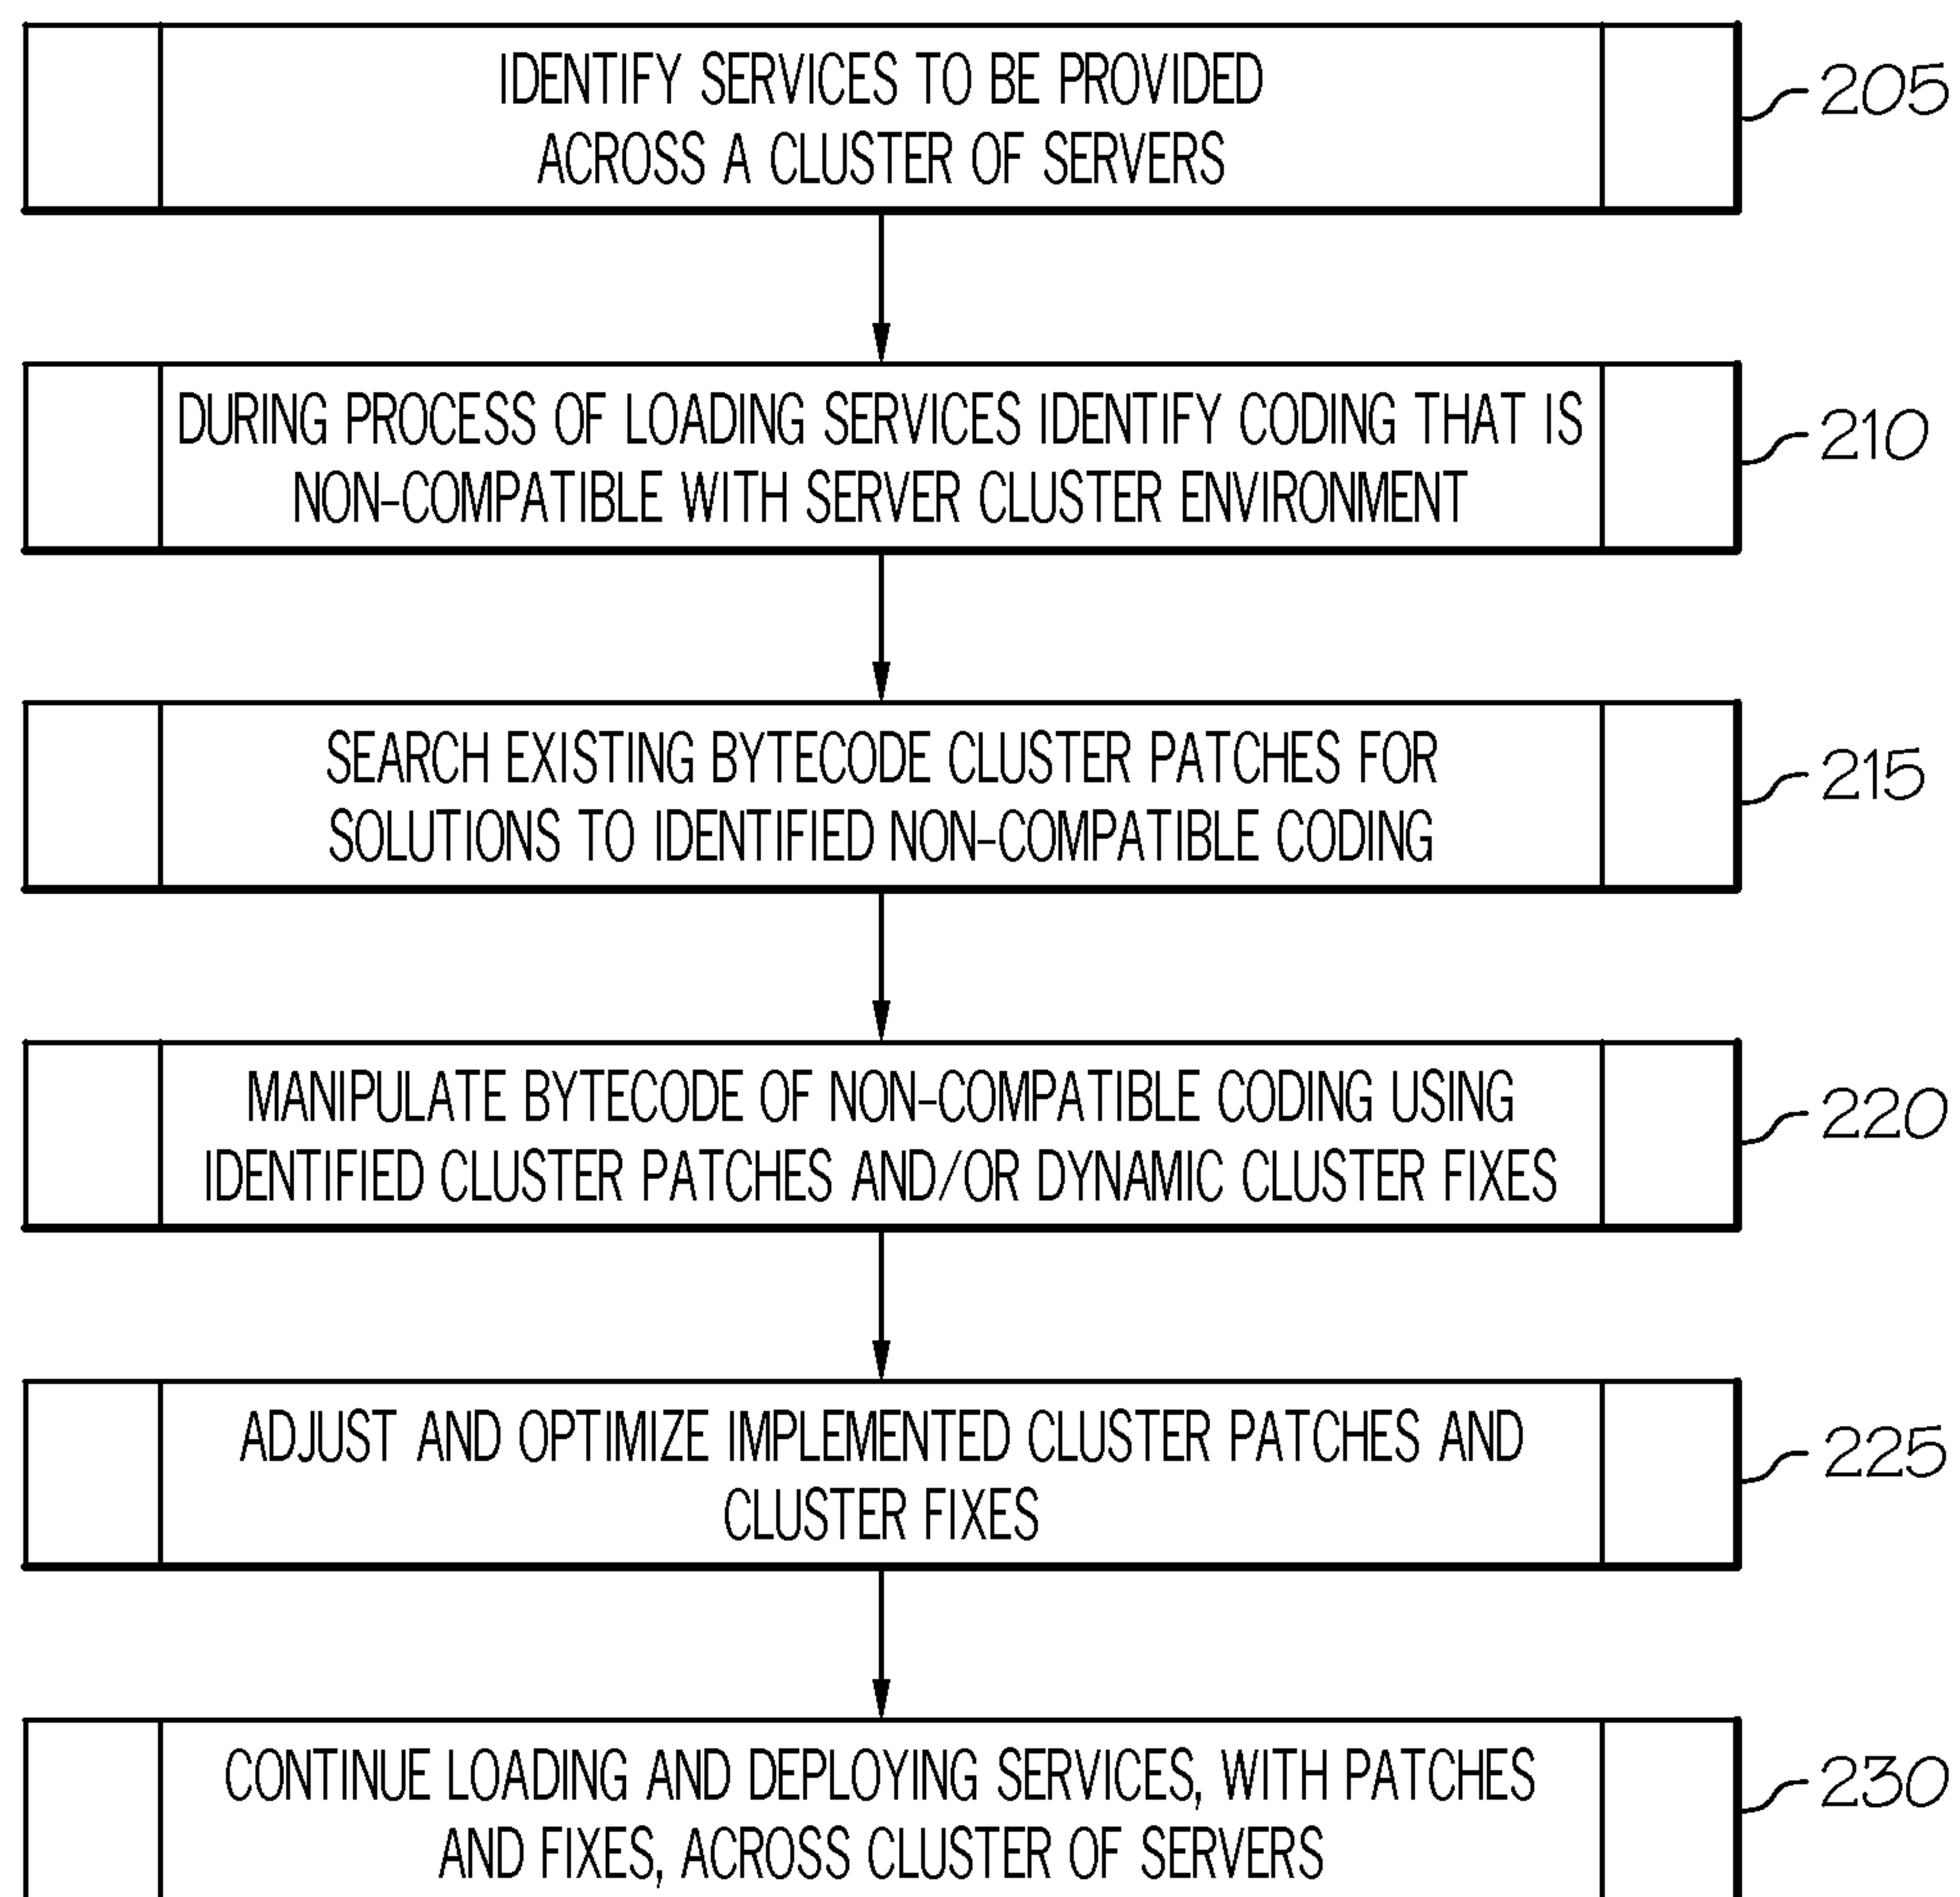 IDENTIFY SERVICES TO BE PROVIDED
ACROSS A CLUSTER OF SERVERS
205
DURING PROCESS OF LOADING SERVICES IDENTIFY CODING THAT IS
NON-COMPATIBLE WITH SERVER CLUSTER ENVIRONMENT
210
SEARCH EXISTING BYTECODE CLUSTER PATCHES FOR
SOLUTIONS TO IDENTIFIED NON-COMPATIBLE CODING
215
MANIPULATE BYTECODE OF NON-COMPATIBLE CODING USING
IDENTIFIED CLUSTER PATCHES AND/OR DYNAMIC CLUSTER FIXES
220
ADJUST AND OPTIMIZE IMPLEMENTED CLUSTER PATCHES AND
CLUSTER FIXES
225
CONTINUE LOADING AND DEPLOYING SERVICES, WITH PATCHES
AND FIXES, ACROSS CLUSTER OF SERVERS
230